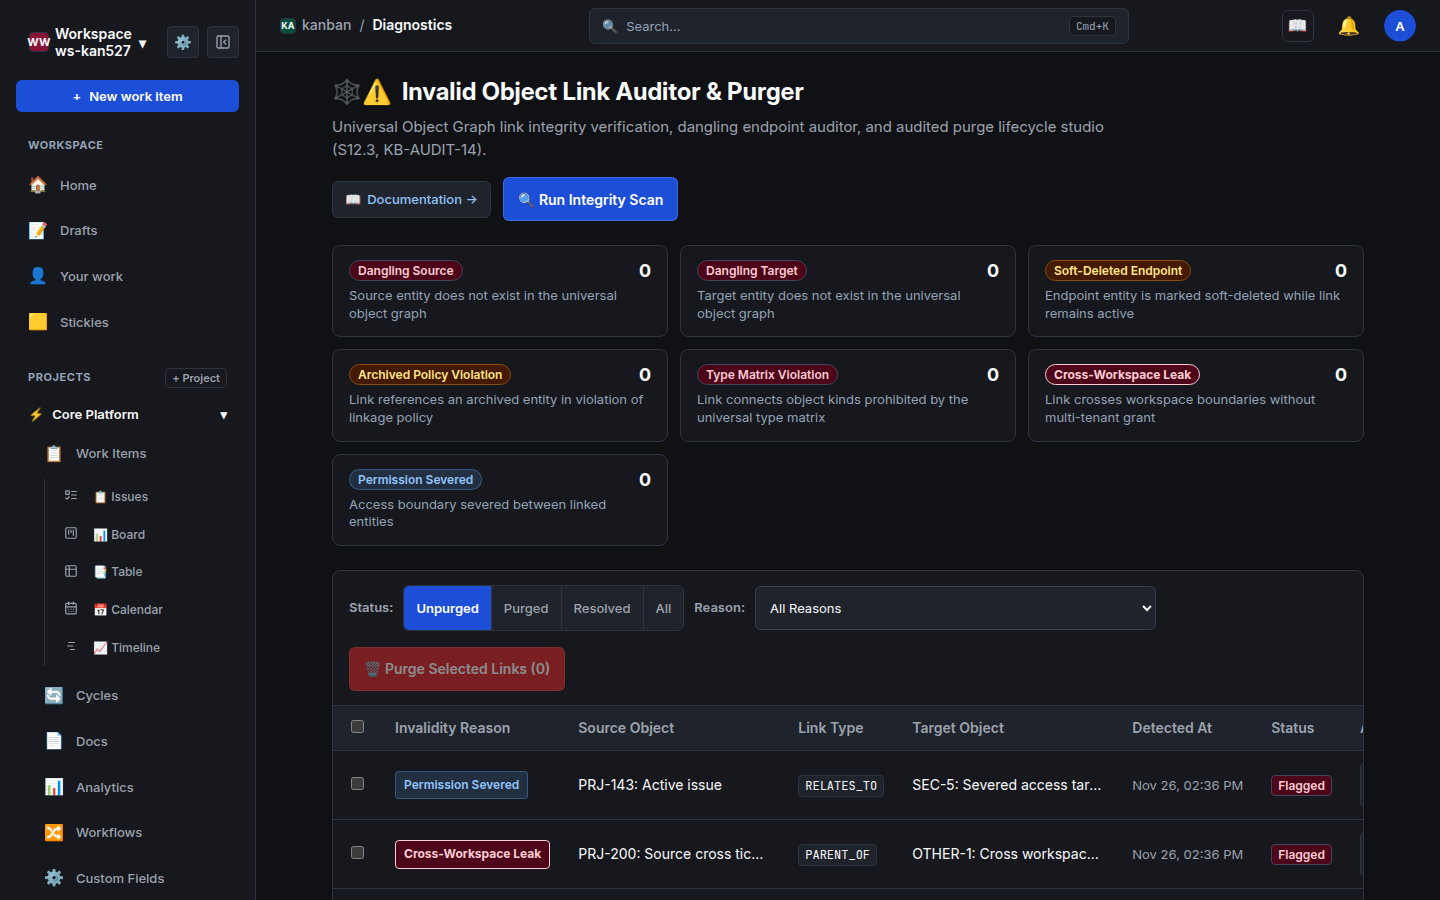 WW Workspace ws-kan527 ▾
+ New work item
WORKSPACE
Home
Drafts
Your work
Stickies
PROJECTS
+ Project
Core Platform ▾
Work Items
Issues
Board
Table
Calendar
Timeline
Cycles
Docs
Analytics
Workflows
Custom Fields
KA kanban / Diagnostics
Search...
Cmd+K
A
Invalid Object Link Auditor & Purger
Universal Object Graph link integrity verification, dangling endpoint auditor, and audited purge lifecycle studio
(S12.3, KB-AUDIT-14).
Documentation →
Run Integrity Scan
Dangling Source 0
Source entity does not exist in the universal
object graph
Dangling Target 0
Target entity does not exist in the universal
object graph
Soft-Deleted Endpoint 0
Endpoint entity is marked soft-deleted while link
remains active
Archived Policy Violation 0
Link references an archived entity in violation of
linkage policy
Type Matrix Violation 0
Link connects object kinds prohibited by the
universal type matrix
Cross-Workspace Leak 0
Link crosses workspace boundaries without
multi-tenant grant
Permission Severed 0
Access boundary severed between linked
entities
Status: Unpurged Purged Resolved All Reason: All Reasons
Purge Selected Links (0)
Invalidity Reason Source Object Link Type Target Object Detected At Status
Permission Severed PRJ-143: Active issue RELATES_TO SEC-5: Severed access tar... Nov 26, 02:36 PM Flagged
Cross-Workspace Leak PRJ-200: Source cross tic... PARENT_OF OTHER-1: Cross workspac... Nov 26, 02:36 PM Flagged